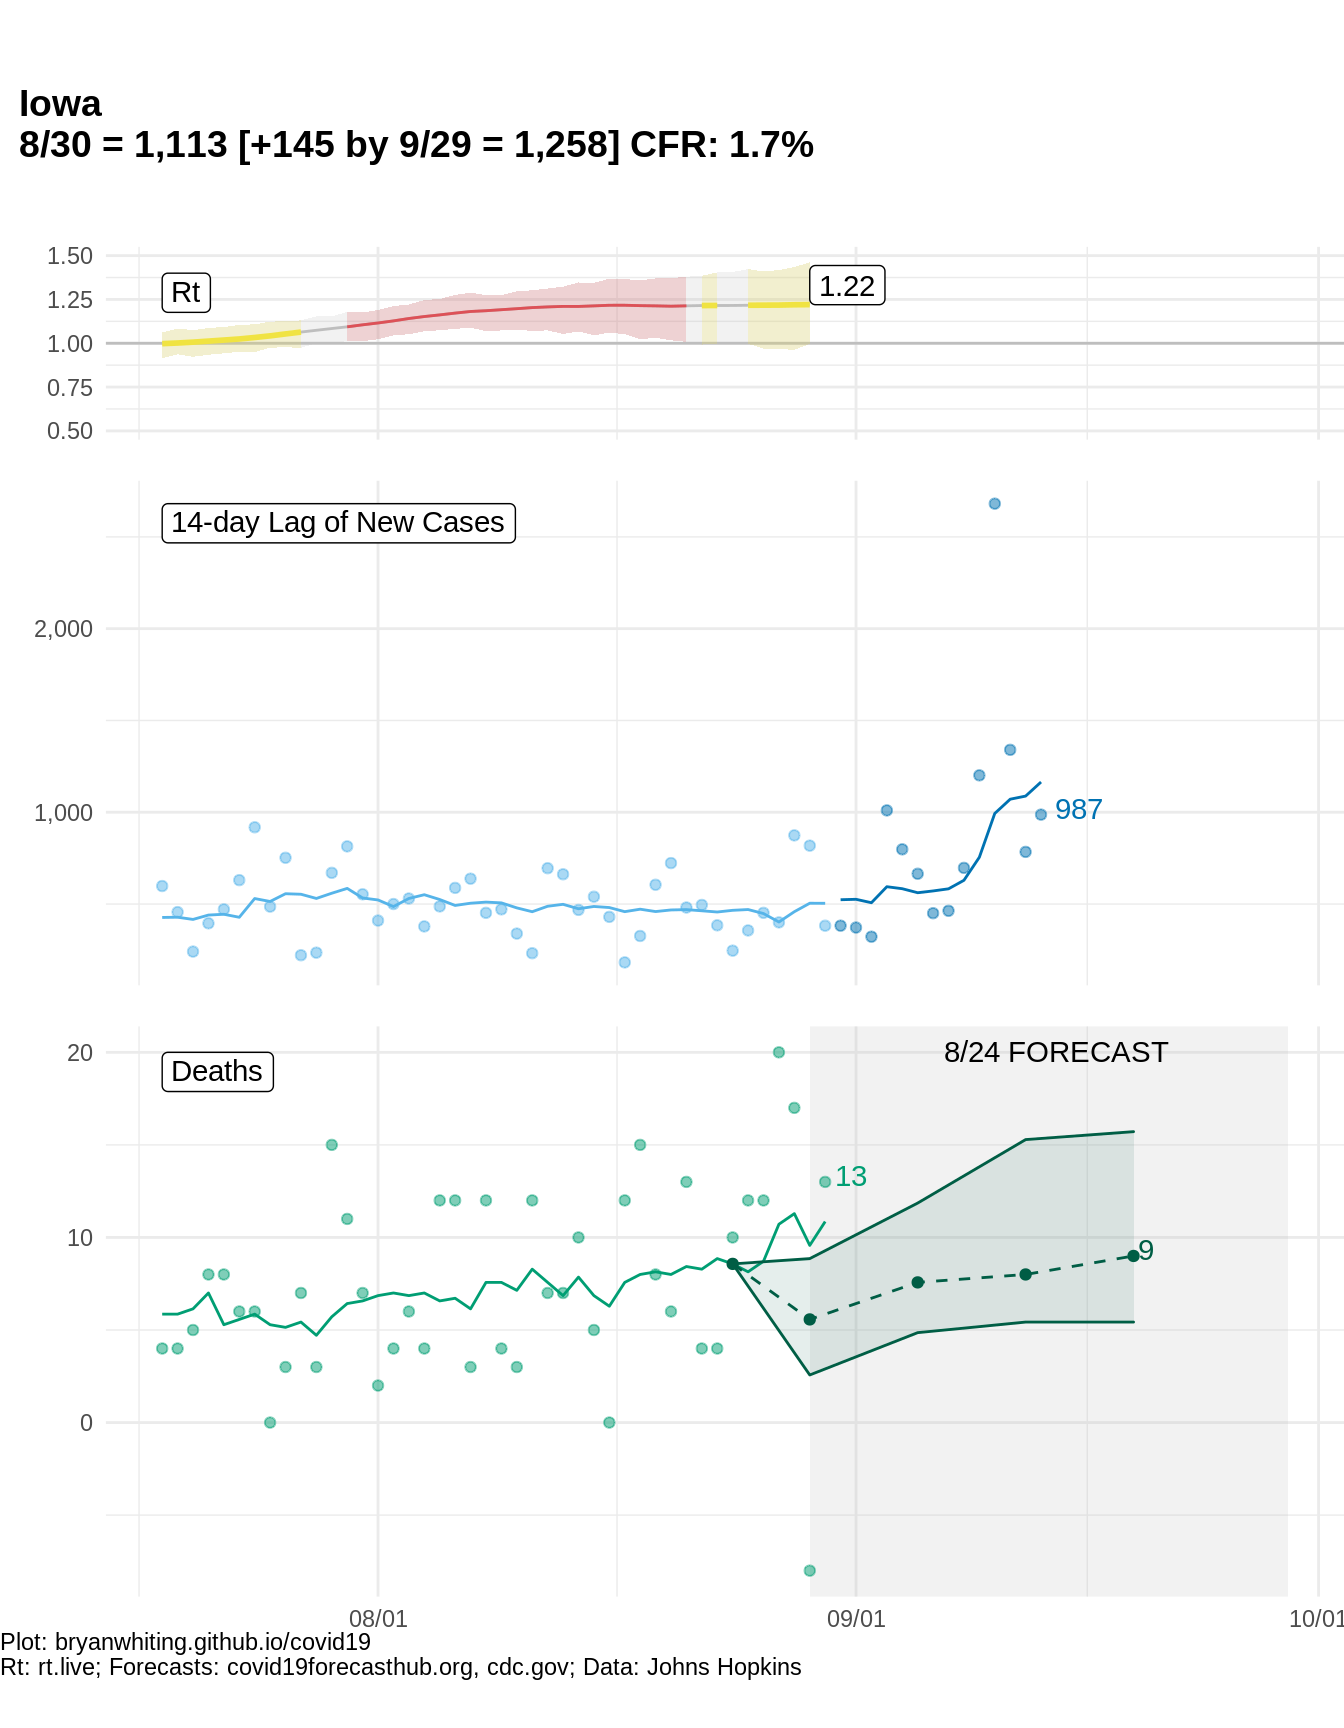 Iowa
8/30 = 1,113 [+145 by 9/29 = 1,258] CFR: 1.7%
1.50
1.25
1.00
0.75
0.50
Rt
1.22
14-day Lag of New Cases
2,000
1,000
987
Deaths
8/24 FORECAST
20
10
0
13
9
08/01
09/01
10/01
Plot: bryanwhiting.github.io/covid19
Rt: rt.live; Forecasts: covid19forecasthub.org, cdc.gov; Data: Johns Hopkins